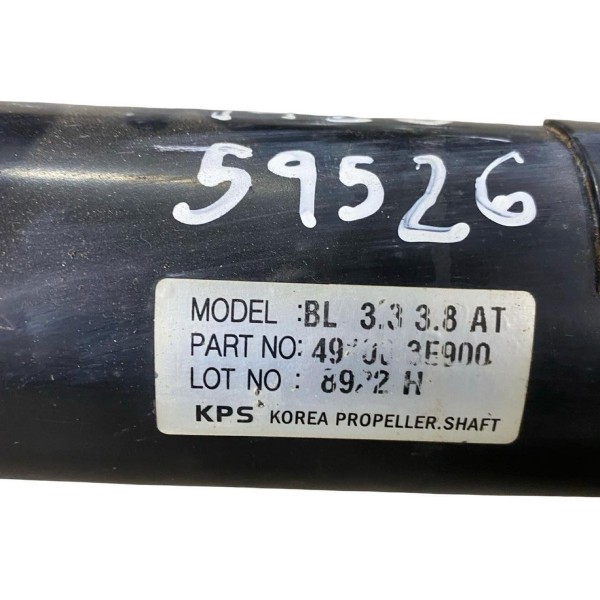 59526
MODEL :BL 3.3 3.8 AT
PART NO:
LOT NO : H
KPS KOREA PROPELLER.SHAFT